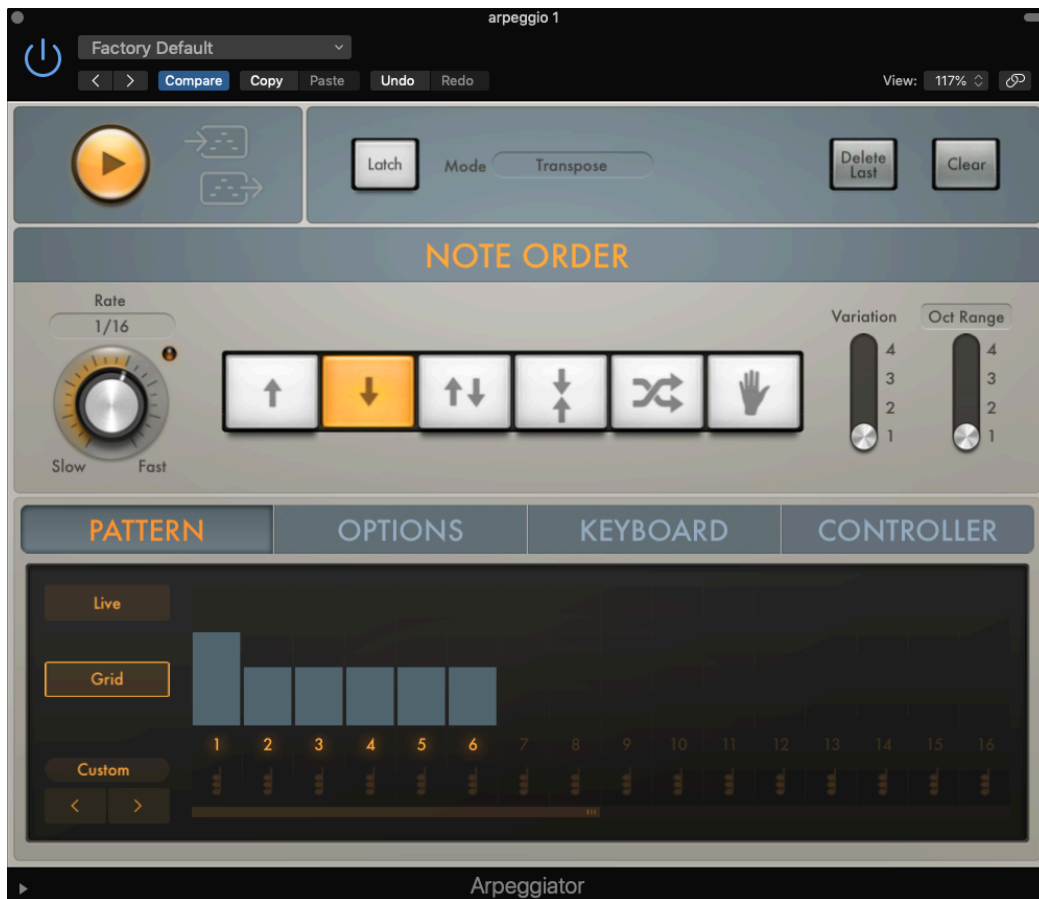 arpeggio 1
Factory Default
Compare Copy Paste Undo Redo View: 117%
Latch Mode Transpose Delete Last Clear
NOTE ORDER
Rate
1/16
Slow Fast
Variation Oct Range
4 4
3 3
2 2
1 1
PATTERN OPTIONS KEYBOARD CONTROLLER
Live
Grid
1 2 3 4 5 6 7 8 9 10 11 12 13 14 15 16
Custom
Arpeggiator